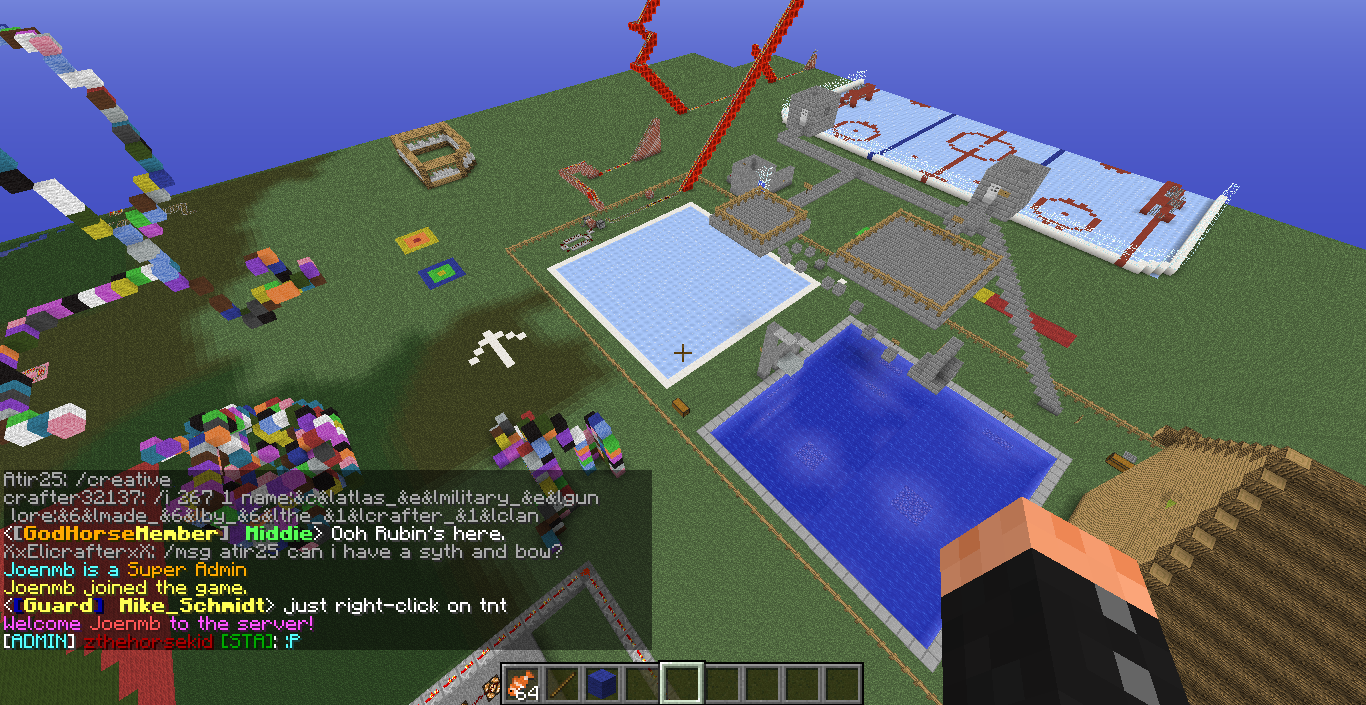 Atir25: /creative
crafter32137: /i 267 1 name:&c&latlas_&e&lmilitary_&e&lgun
lore:&6&lmade_&6&lby_&6&lthe_&1&lcrafter_&1&lclan
<[GodHorseMember] Middle> Ooh Rubin's here.
XxElicrafterxX: /msg atir25 can i have a syth and bow?
Joenmb is a Super Admin
Joenmb joined the game.
<[Guard] Mike_Schmidt> just right-click on tnt
Welcome Joenmb to the server!
[ADMIN] zthehorsekid [STA]: :P
64